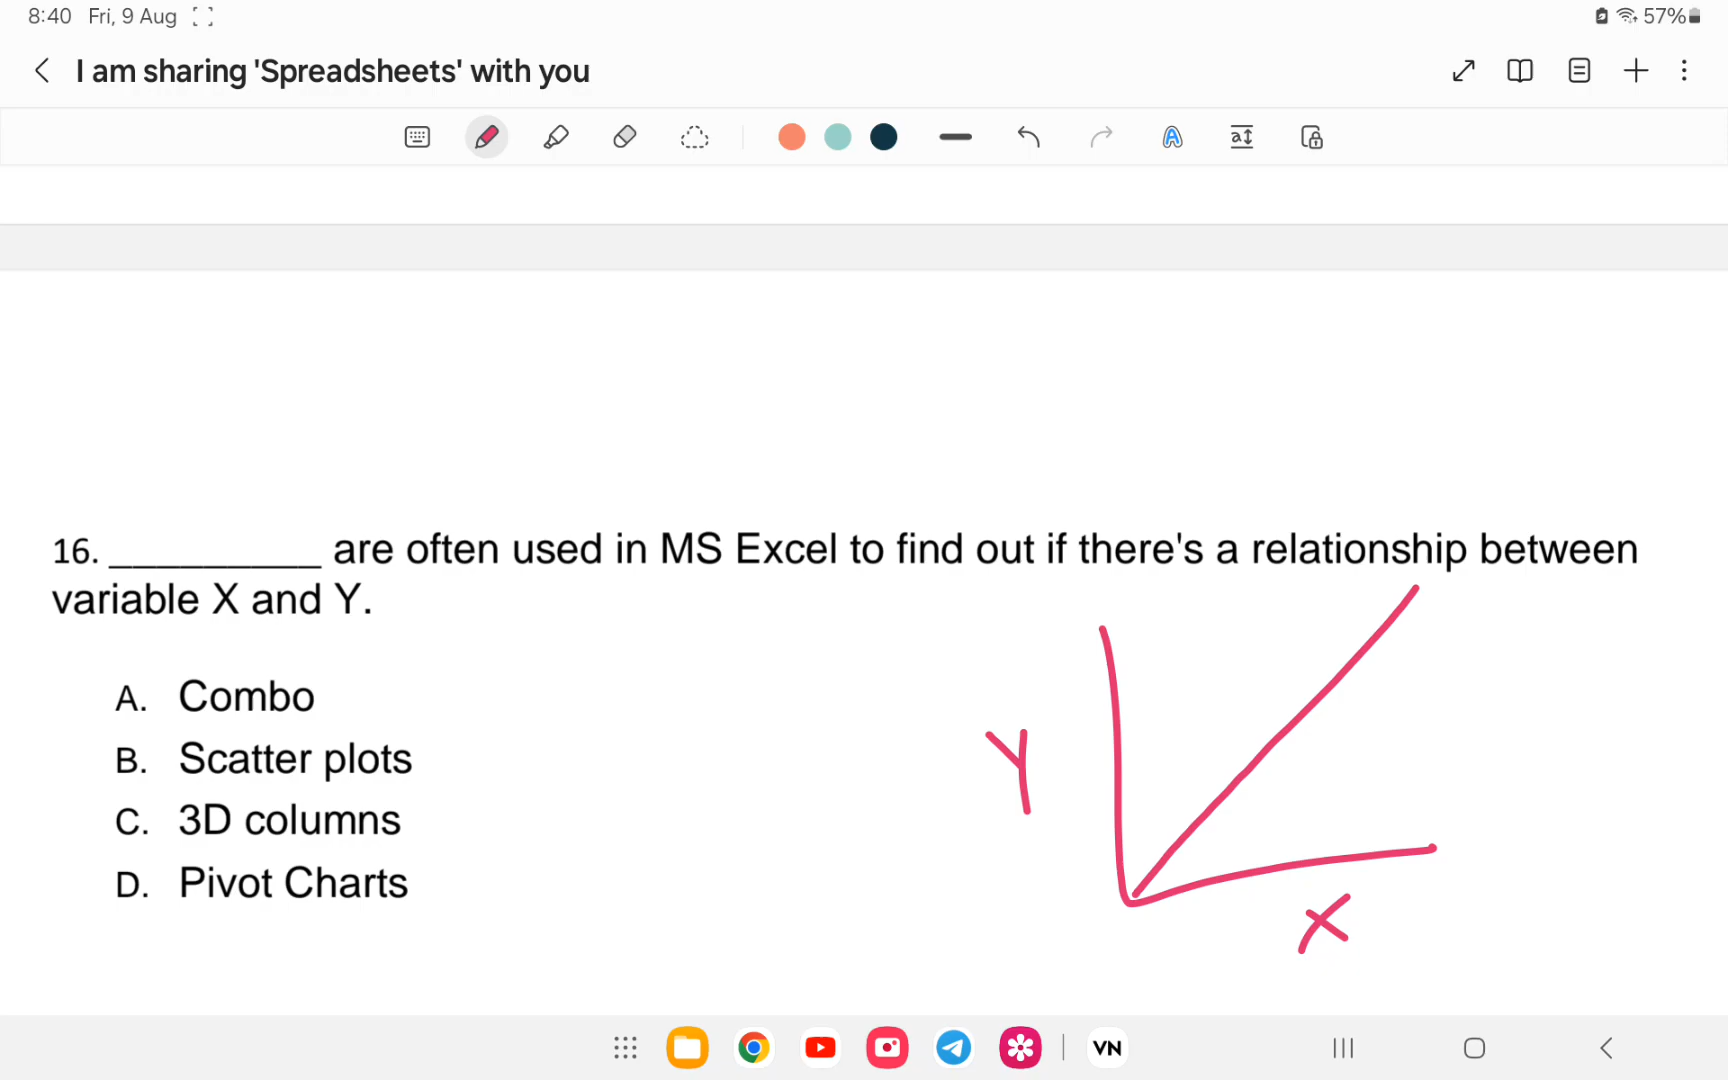 8:40 Fri, 9 Aug 57%
I am sharing 'Spreadsheets' with you
A a
16. __________ are often used in MS Excel to find out if there's a relationship between
variable X and Y.
A. Combo
B. Scatter plots
C. 3D columns
D. Pivot Charts
Y
X
VN